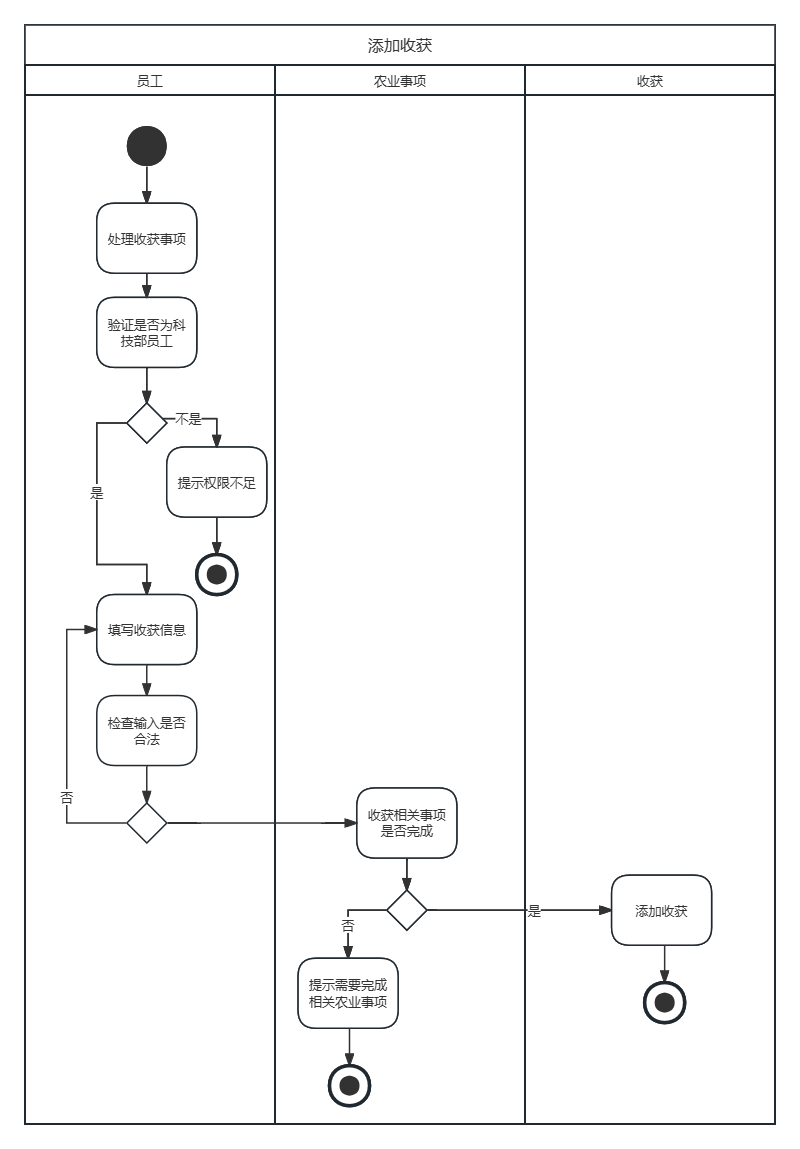 添加收获
员工
农业事项
收获
处理收获事项
验证是否为科
技部员工
不是
提示权限不足
是
填写收获信息
检查输入是否
合法
否
收获相关事项
是否完成
是
添加收获
否
提示需要完成
相关农业事项